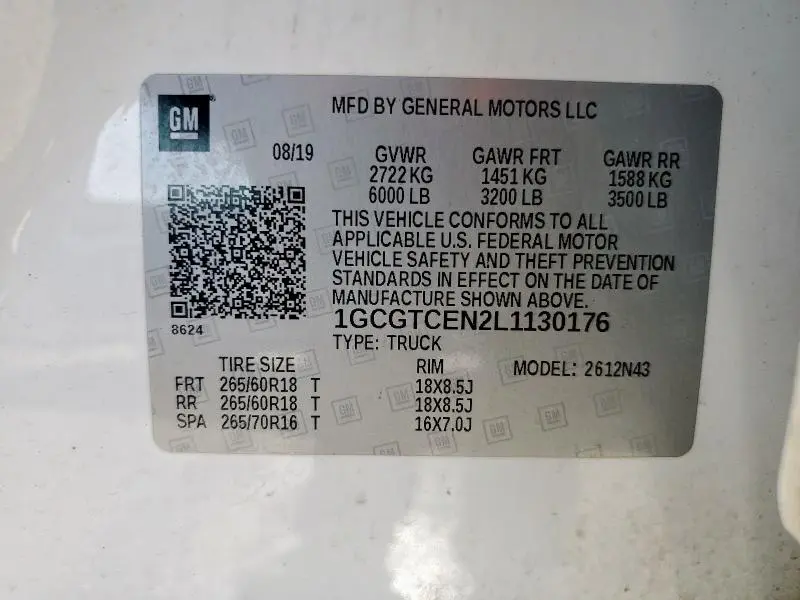 GM
MFD BY GENERAL MOTORS LLC
08/19 GVWR GAWR FRT GAWR RR
2722 KG 1451 KG 1588 KG
6000 LB 3200 LB 3500 LB
THIS VEHICLE CONFORMS TO ALL
APPLICABLE U.S. FEDERAL MOTOR
VEHICLE SAFETY AND THEFT PREVENTION
STANDARDS IN EFFECT ON THE DATE OF
MANUFACTURE SHOWN ABOVE.
8624
1GCGTCEN2L1130176
TYPE: TRUCK
TIRE SIZE RIM MODEL: 2612N43
FRT 265/60R18 T 18X8.5J
RR 265/60R18 T 18X8.5J
SPA 265/70R16 T 16X7.0J